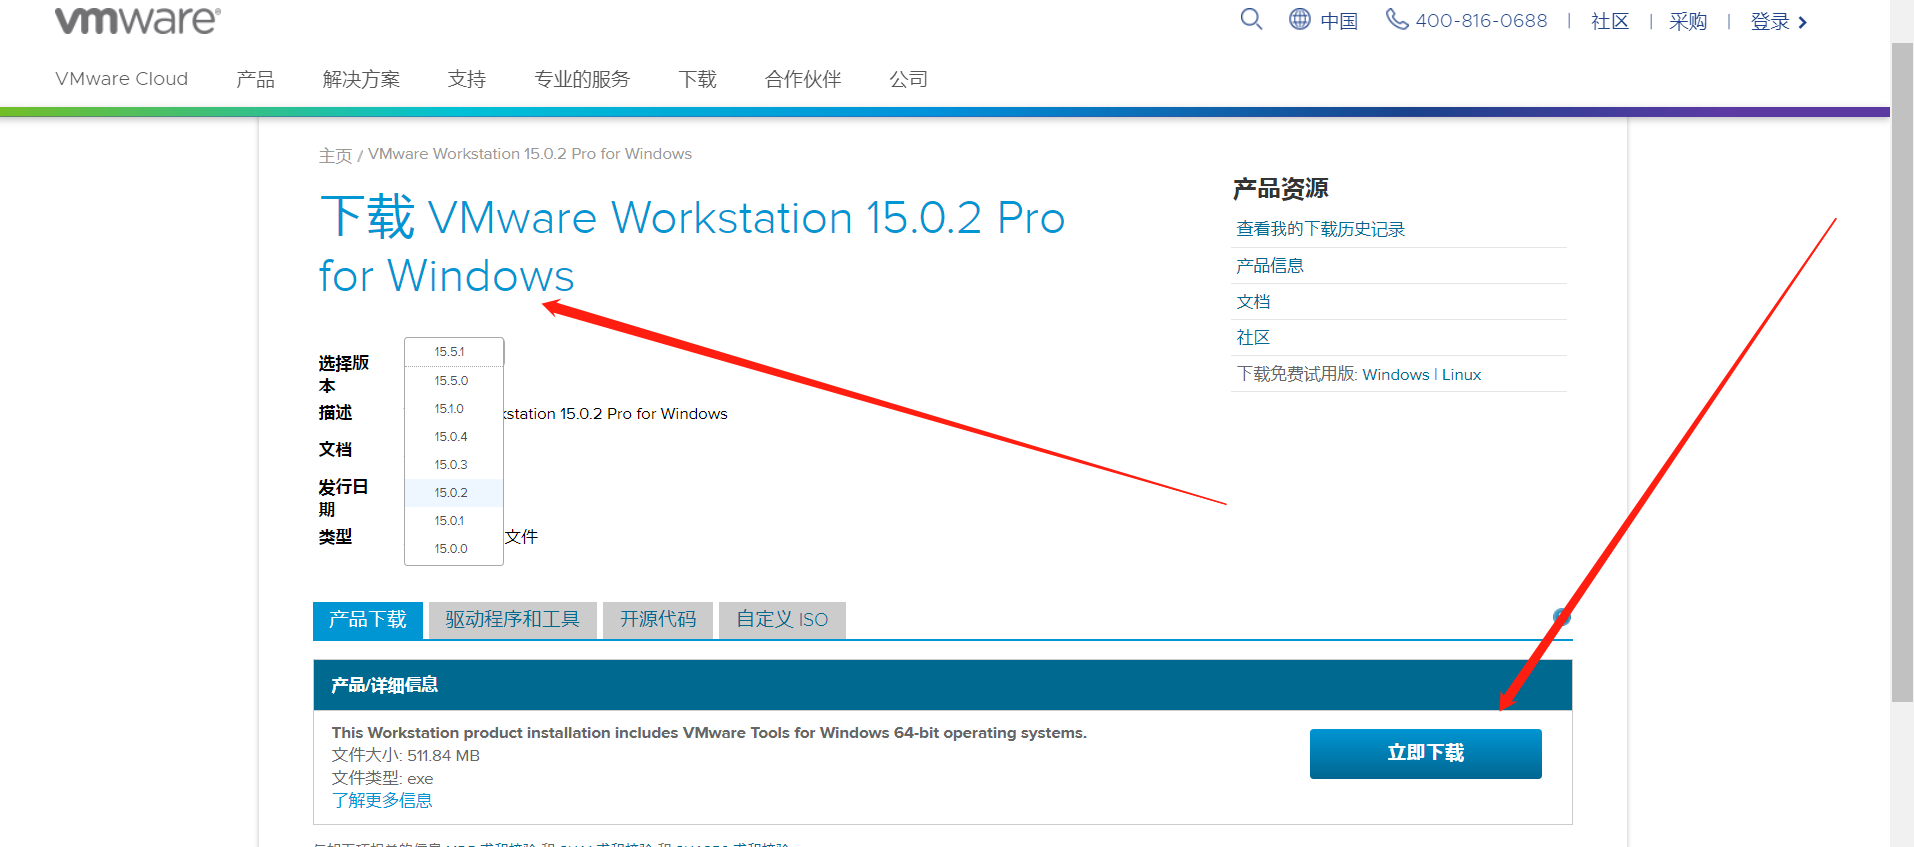 vmware®
中国 400-816-0688 | 社区 | 采购 | 登录
VMware Cloud 产品 解决方案 支持 专业的服务 下载 合作伙伴 公司
主页 / VMware Workstation 15.0.2 Pro for Windows
下载 VMware Workstation 15.0.2 Pro
for Windows
选择版
本
15.5.1
15.5.0
15.1.0
15.0.4
15.0.3
15.0.2
15.0.1
15.0.0
描述
station 15.0.2 Pro for Windows
文档
发行日
期
类型
文件
产品资源
查看我的下载历史记录
产品信息
文档
社区
下载免费试用版: Windows | Linux
产品下载 驱动程序和工具 开源代码 自定义 ISO
产品/详细信息
This Workstation product installation includes VMware Tools for Windows 64-bit operating systems.
文件大小: 511.84 MB
文件类型: exe
了解更多信息
立即下载